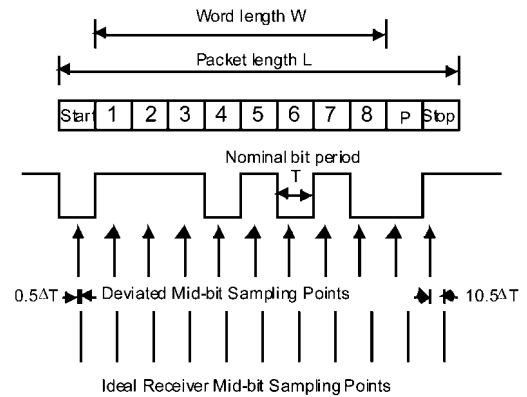 Word length W
Packet length L
Start 1 2 3 4 5 6 7 8 P Stop
Nominal bit period
T
0.5ΔT Deviated Mid-bit Sampling Points 10.5ΔT
Ideal Receiver Mid-bit Sampling Points